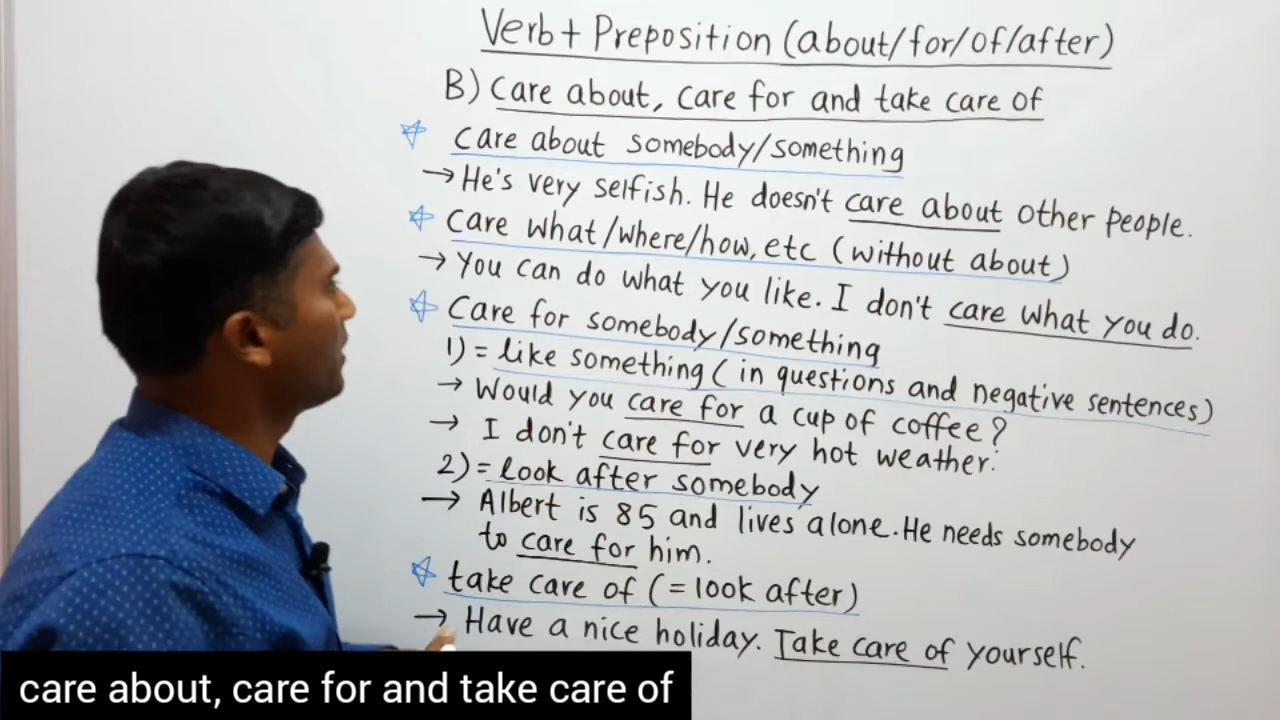 Verb + Preposition (about/for/of/after)
B) Care about, care for and take care of
☆ care about somebody/something
→ He's very selfish. He doesn't care about other people.
☆ Care what/where/how, etc (without about)
→ You can do what you like. I don't care what you do.
☆ Care for somebody/something
1) = like something (in questions and negative sentences)
→ Would you care for a cup of coffee?
→ I don't care for very hot weather.
2) = look after somebody
→ Albert is 85 and lives alone. He needs somebody
to care for him.
☆ take care of (= look after)
→ Have a nice holiday. Take care of yourself.
care about, care for and take care of